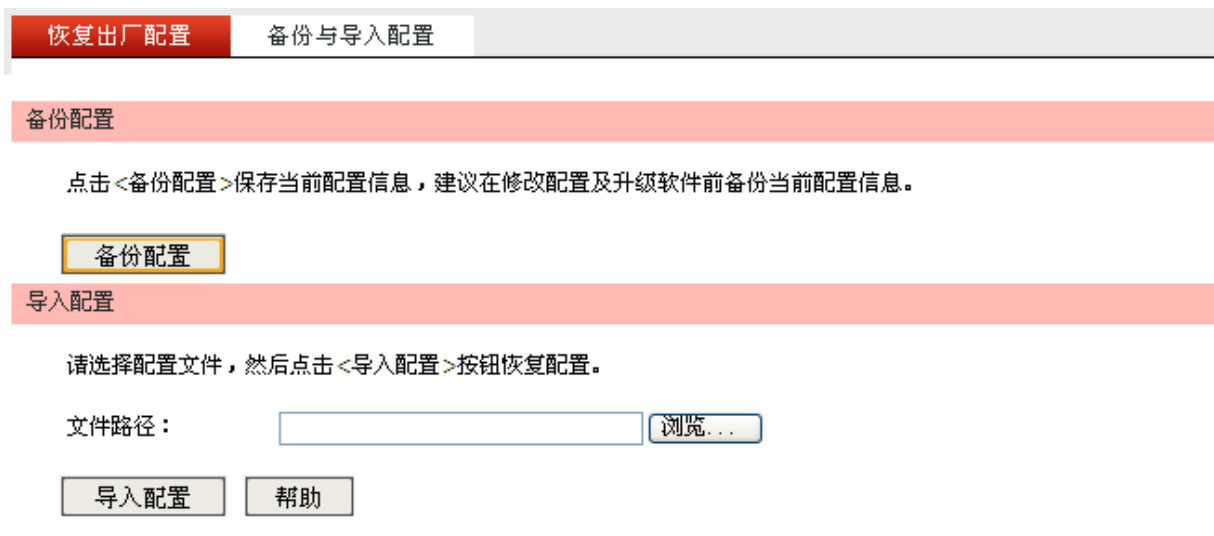 恢复出厂配置 备份与导入配置
备份配置
点击<备份配置>保存当前配置信息，建议在修改配置及升级软件前备份当前配置信息。
备份配置
导入配置
请选择配置文件，然后点击<导入配置>按钮恢复配置。
文件路径： 浏览...
导入配置 帮助